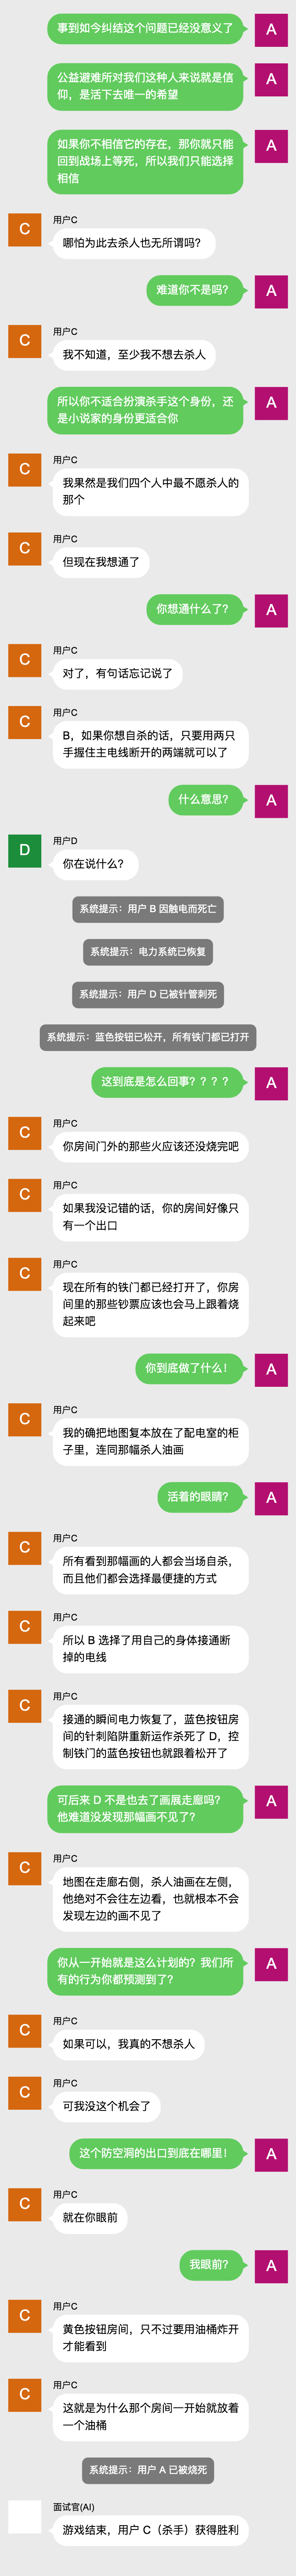 事到如今纠结这个问题已经没意义了
A
公益避难所对我们这种人来说就是信
仰，是活下去唯一的希望
A
如果你不相信它的存在，那你就只能
回到战场上等死，所以我们只能选择
相信
A
C
用户C
哪怕为此去杀人也无所谓吗？
难道你不是吗？
A
C
用户C
我不知道，至少我不想去杀人
所以你不适合扮演杀手这个身份，还
是小说家的身份更适合你
A
C
用户C
我果然是我们四个人中最不愿杀人的
那个
C
用户C
但现在我想通了
你想通什么了？
A
C
用户C
对了，有句话忘记说了
C
用户C
B，如果你想自杀的话，只要用两只
手握住主电线断开的两端就可以了
什么意思？
A
D
用户D
你在说什么？
系统提示：用户 B 因触电而死亡
系统提示：电力系统已恢复
系统提示：用户 D 已被针管刺死
系统提示：蓝色按钮已松开，所有铁门都已打开
这到底是怎么回事？？？？
A
C
用户C
你房间门外的那些火应该还没烧完吧
C
用户C
如果我没记错的话，你的房间好像只
有一个出口
C
用户C
现在所有的铁门都已经打开了，你房
间里的那些钞票应该也会马上跟着烧
起来吧
你到底做了什么！
A
C
用户C
我的确把地图复本放在了配电室的柜
子里，连同那幅杀人油画
活着的眼睛？
A
C
用户C
所有看到那幅画的人都会当场自杀，
而且他们都会选择最便捷的方式
C
用户C
所以 B 选择了用自己的身体接通断
掉的电线
C
用户C
接通的瞬间电力恢复了，蓝色按钮房
间的针刺陷阱重新运作杀死了 D，控
制铁门的蓝色按钮也就跟着松开了
可后来 D 不是也去了画展走廊吗？
他难道没发现那幅画不见了？
A
C
用户C
地图在走廊右侧，杀人油画在左侧，
他绝对不会往左边看，也就根本不会
发现左边的画不见了
你从一开始就是这么计划的？我们所
有的行为你都预测到了？
A
C
用户C
如果可以，我真的不想杀人
C
用户C
可我没这个机会了
这个防空洞的出口到底在哪里！
A
C
用户C
就在你眼前
我眼前？
A
C
用户C
黄色按钮房间，只不过要用油桶炸开
才能看到
C
用户C
这就是为什么那个房间一开始就放着
一个油桶
系统提示：用户 A 已被烧死
面试官(AI)
游戏结束，用户 C（杀手）获得胜利